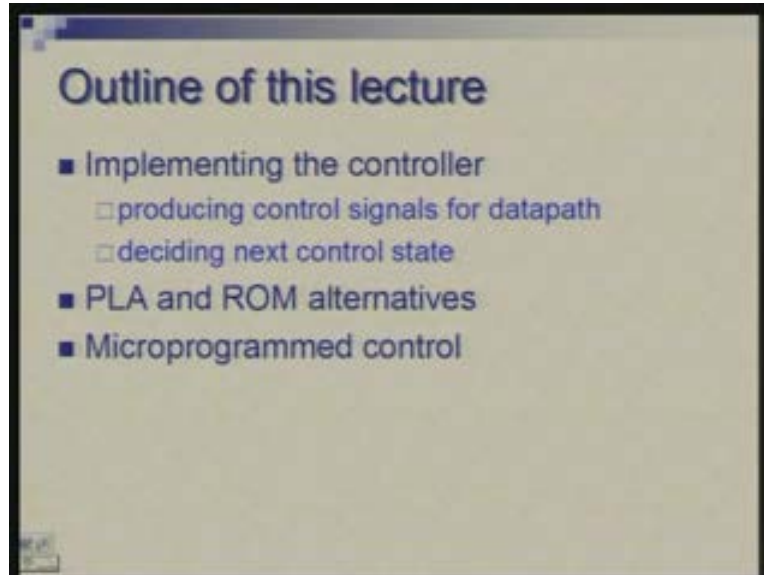 Outline of this lecture
Implementing the controller
producing control signals for datapath
deciding next control state
PLA and ROM alternatives
Microprogrammed control